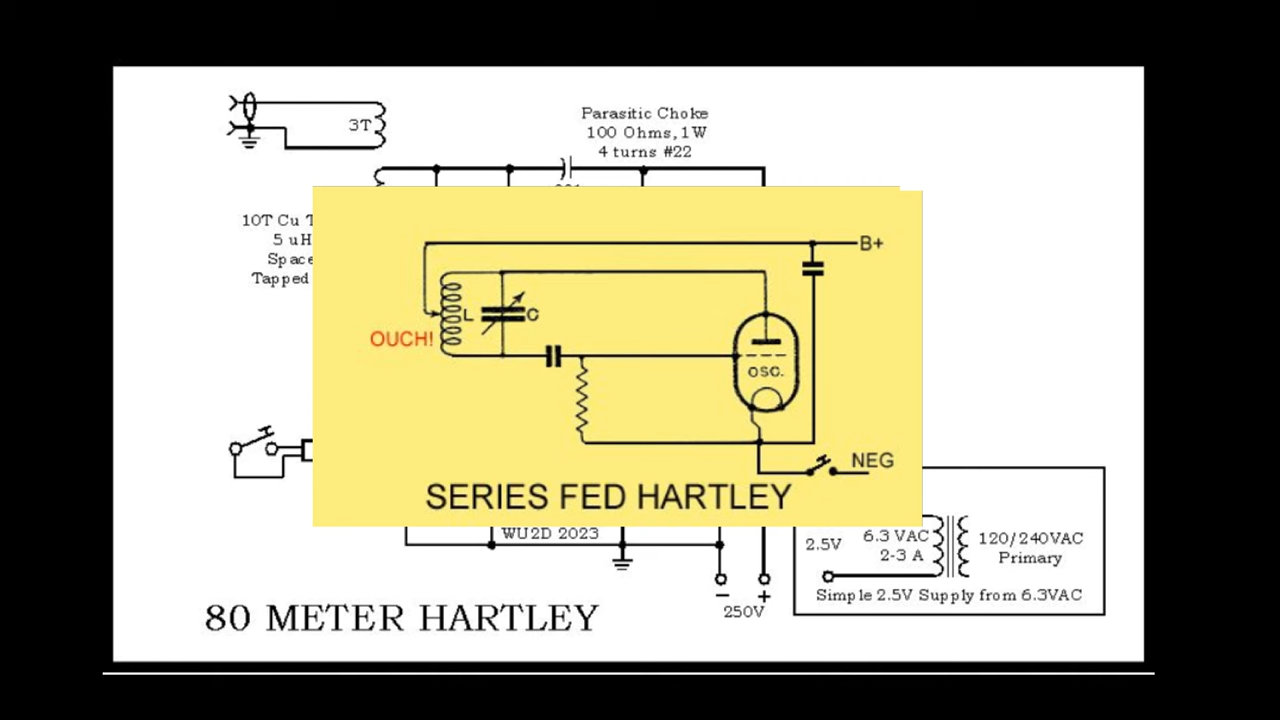 Parasitic Choke
100 Ohms, 1W
4 turns #22
3T
10T Cu
5 uH
Space
Tapped
B+
L
C
OUCH!
OSC.
NEG
SERIES FED HARTLEY
WU2D 2023
2.5V
6.3 VAC
2-3 A
120/240VAC
Primary
Simple 2.5V Supply from 6.3VAC
− +
250V
80 METER HARTLEY